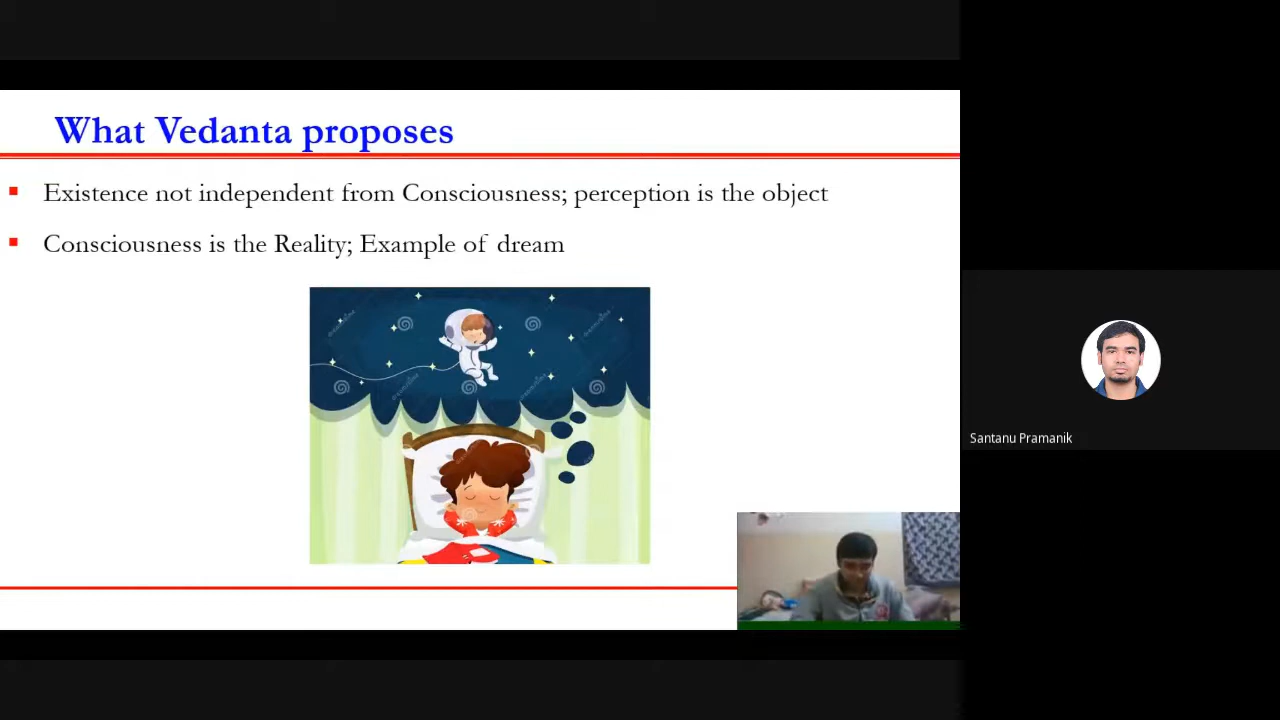 What Vedanta proposes
Existence not independent from Consciousness; perception is the object
Consciousness is the Reality; Example of dream
Santanu Pramanik